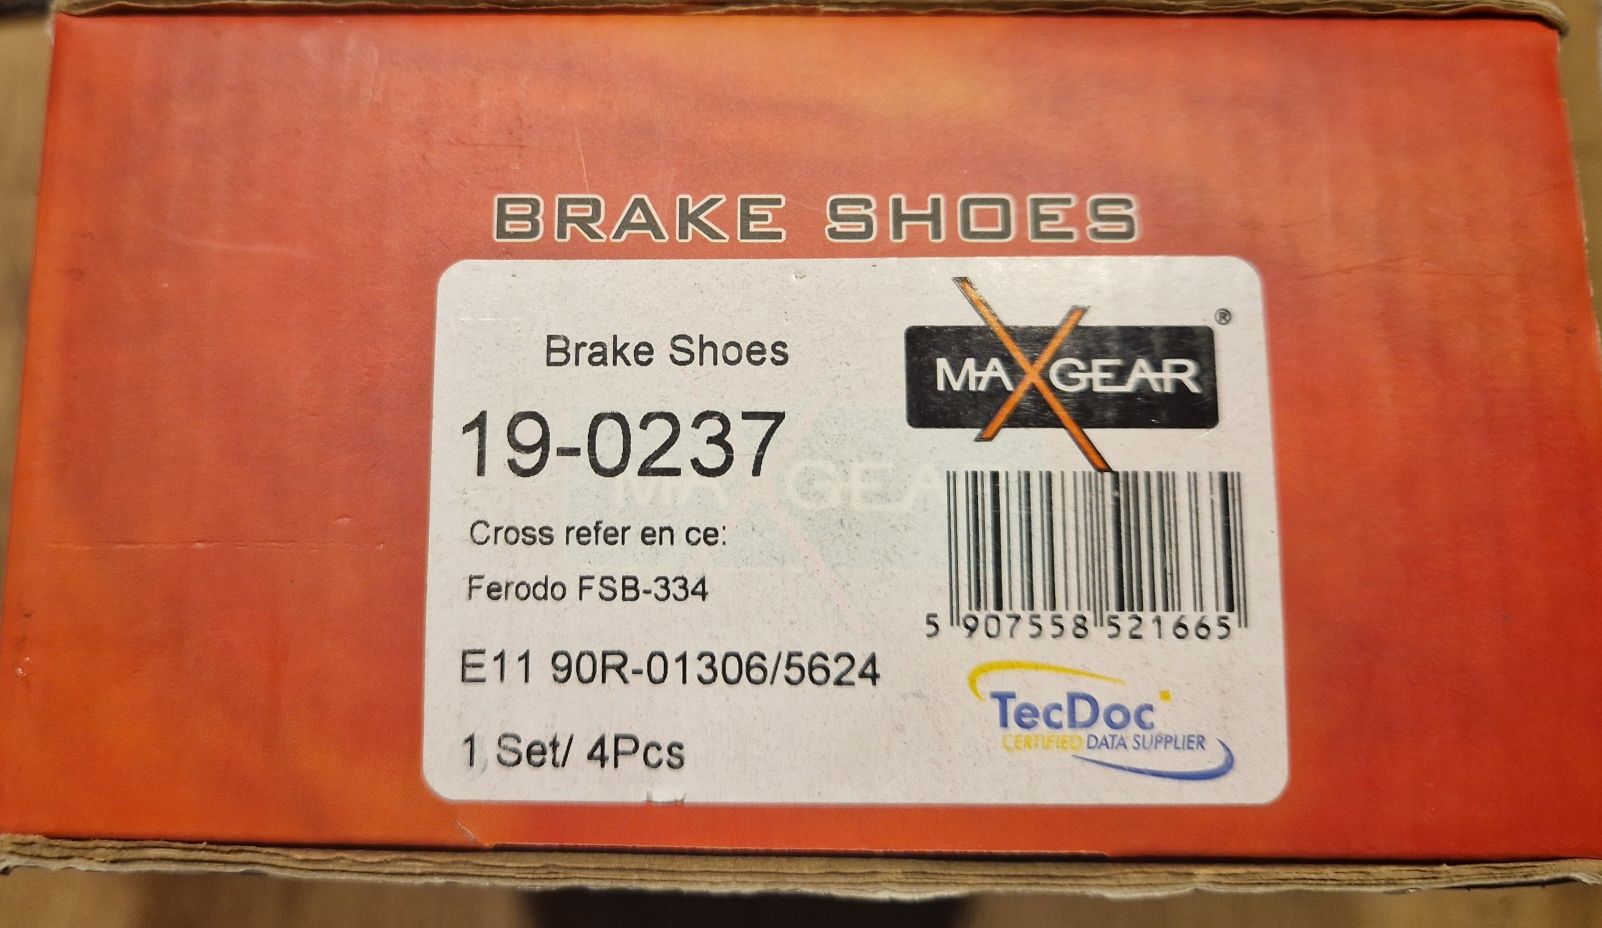 BRAKE SHOES
Brake Shoes
MAXGEAR ®
19-0237
Cross refer en ce:
Ferodo FSB-334
5 907558 521665
E11 90R-01306/5624
TecDoc
CERTIFIED DATA SUPPLIER
1 Set/ 4Pcs